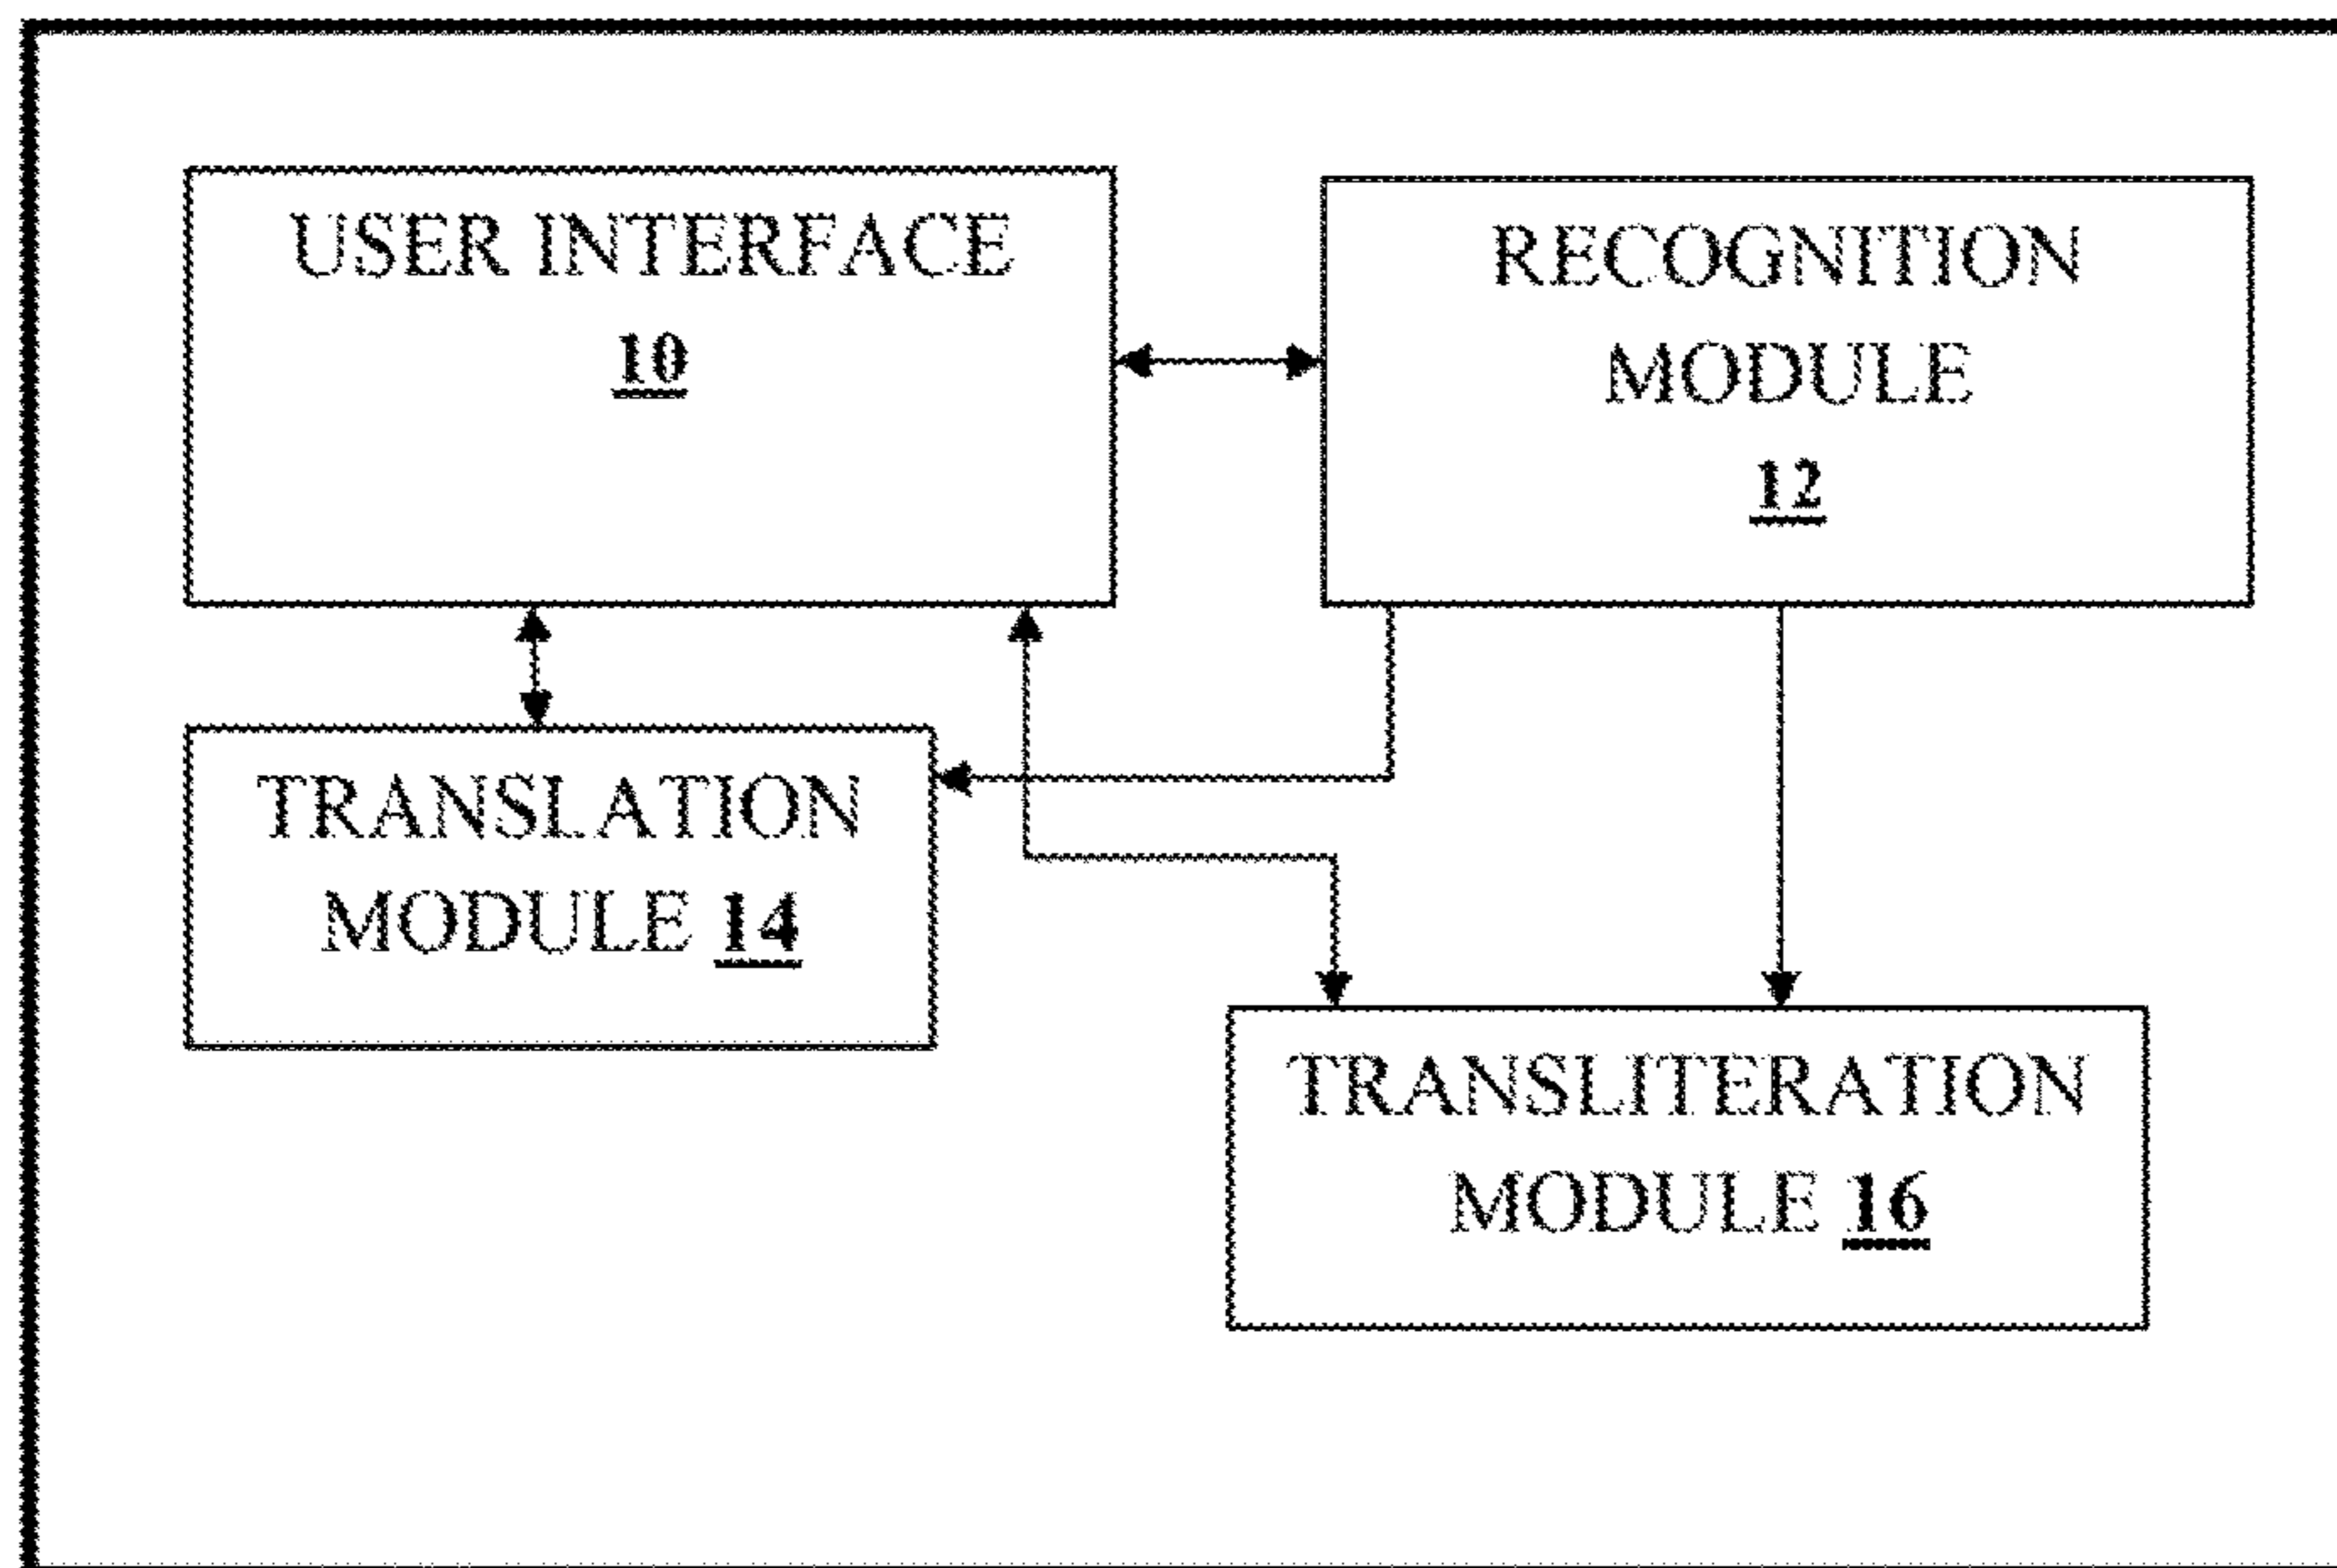 USER INTERFACE
10
RECOGNITION
MODULE
12
TRANSLATION
MODULE 14
TRANSLITERATION
MODULE 16